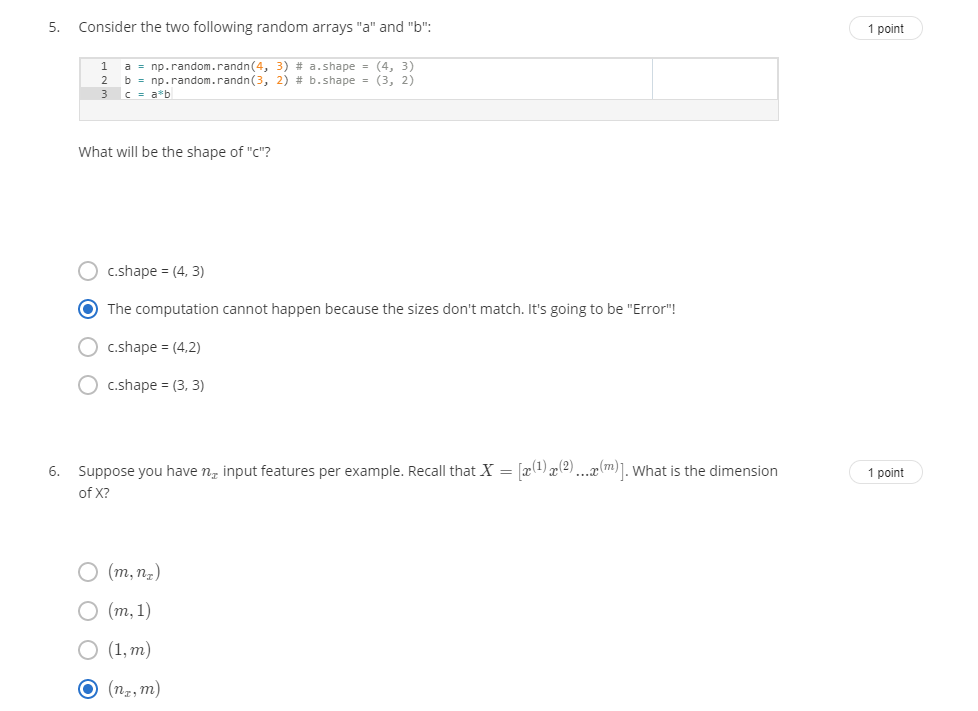 5. Consider the two following random arrays "a" and "b":
1 point
1 a = np.random.randn(4, 3) # a.shape = (4, 3)
2 b = np.random.randn(3, 2) # b.shape = (3, 2)
3 c = a*b
What will be the shape of "c"?
c.shape = (4, 3)
The computation cannot happen because the sizes don't match. It's going to be "Error"!
c.shape = (4,2)
c.shape = (3, 3)
6. Suppose you have nₓ input features per example. Recall that X = [x⁽¹⁾x⁽²⁾...x⁽ᵐ⁾]. What is the dimension
of X?
1 point
(m, nₓ)
(m, 1)
(1, m)
(nₓ, m)